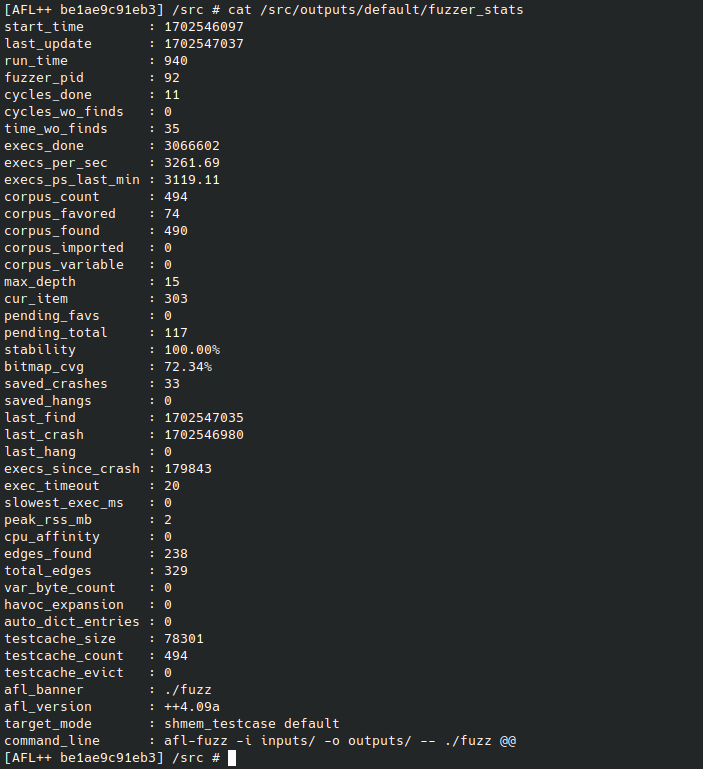 [AFL++ be1ae9c91eb3] /src # cat /src/outputs/default/fuzzer_stats
start_time        : 1702546097
last_update       : 1702547037
run_time          : 940
fuzzer_pid        : 92
cycles_done       : 11
cycles_wo_finds   : 0
time_wo_finds     : 35
execs_done        : 3066602
execs_per_sec     : 3261.69
execs_ps_last_min : 3119.11
corpus_count      : 494
corpus_favored    : 74
corpus_found      : 490
corpus_imported   : 0
corpus_variable   : 0
max_depth         : 15
cur_item          : 303
pending_favs      : 0
pending_total     : 117
stability         : 100.00%
bitmap_cvg        : 72.34%
saved_crashes     : 33
saved_hangs       : 0
last_find         : 1702547035
last_crash        : 1702546980
last_hang         : 0
execs_since_crash : 179843
exec_timeout      : 20
slowest_exec_ms   : 0
peak_rss_mb       : 2
cpu_affinity      : 0
edges_found       : 238
total_edges       : 329
var_byte_count    : 0
havoc_expansion   : 0
auto_dict_entries : 0
testcache_size    : 78301
testcache_count   : 494
testcache_evict   : 0
afl_banner        : ./fuzz
afl_version       : ++4.09a
target_mode       : shmem_testcase default
command_line      : afl-fuzz -i inputs/ -o outputs/ -- ./fuzz @@
[AFL++ be1ae9c91eb3] /src #